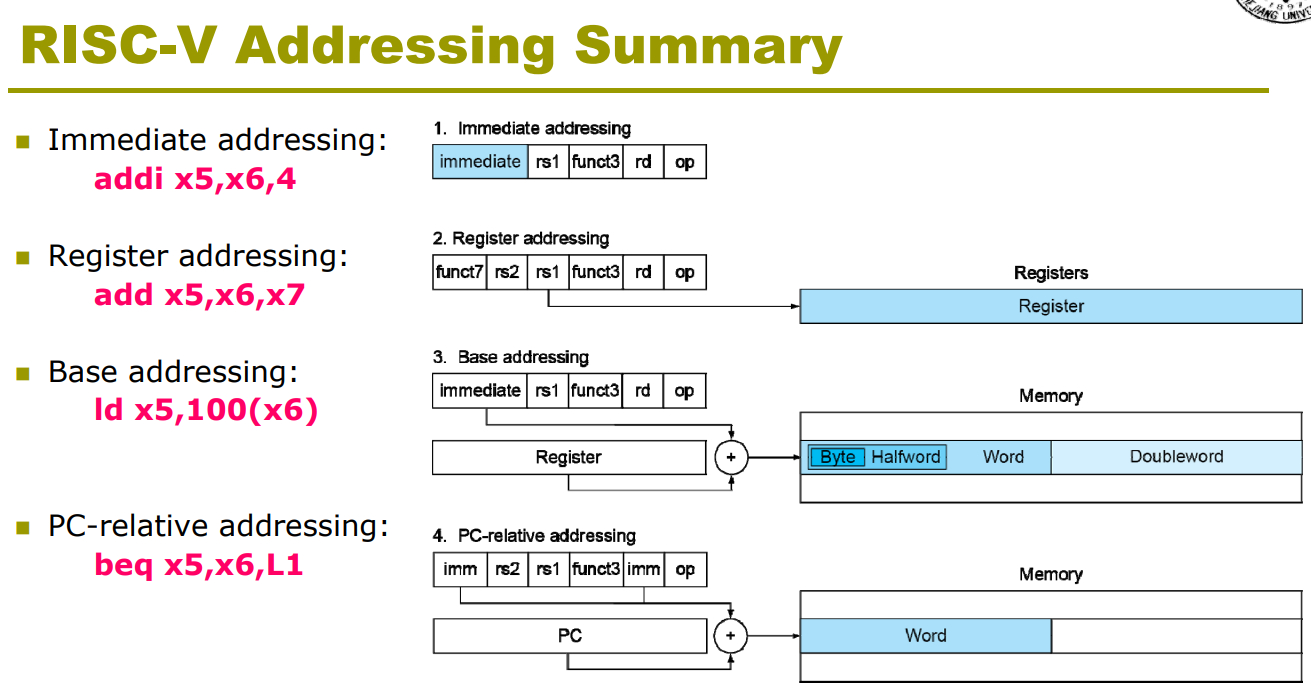 RISC-V Addressing Summary
Immediate addressing:
addi x5,x6,4
Register addressing:
add x5,x6,x7
Base addressing:
ld x5,100(x6)
PC-relative addressing:
beq x5,x6,L1
1. Immediate addressing
immediate rs1 funct3 rd op
2. Register addressing
funct7 rs2 rs1 funct3 rd op
Registers
Register
3. Base addressing
immediate rs1 funct3 rd op
Memory
Register + Byte Halfword Word Doubleword
4. PC-relative addressing
imm rs2 rs1 funct3 imm op
Memory
PC + Word